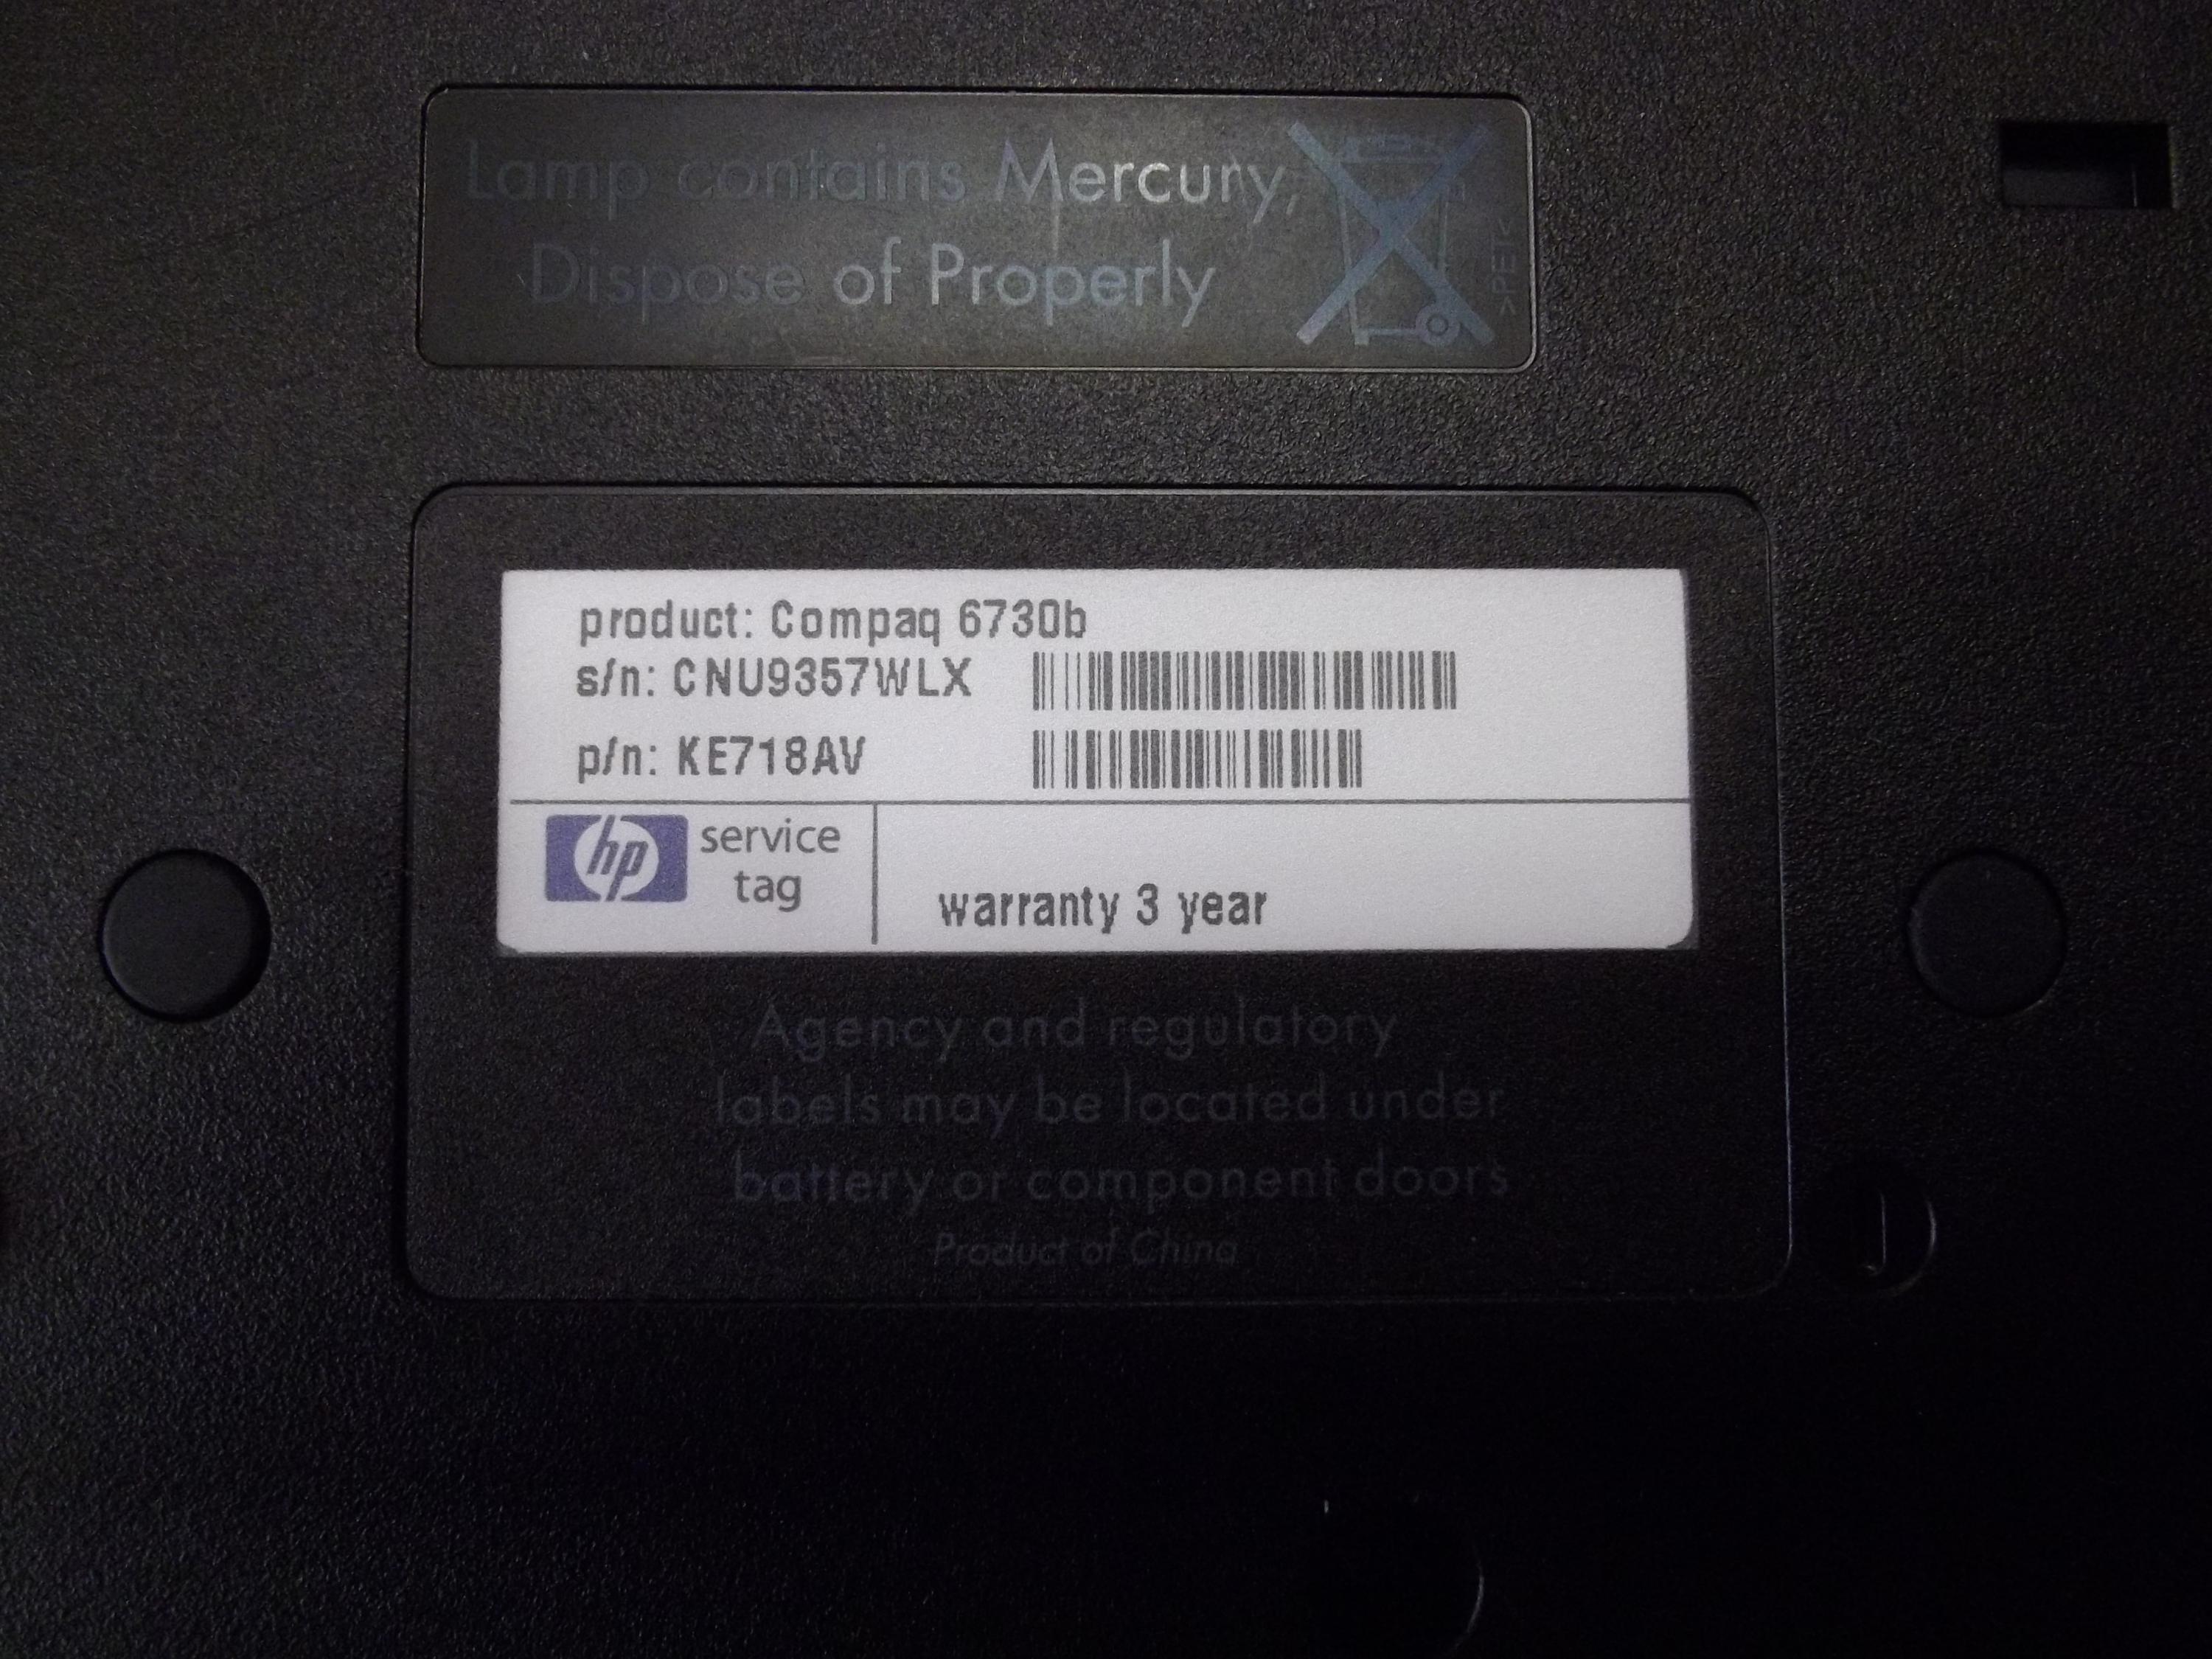 Lamp contains Mercury,
Dispose of Properly
>PET<
product: Compaq 6730b
s/n: CNU9357WLX
p/n: KE718AV
hp
service
tag
warranty 3 year
Agency and regulatory
labels may be located under
battery or component doors
Product of China